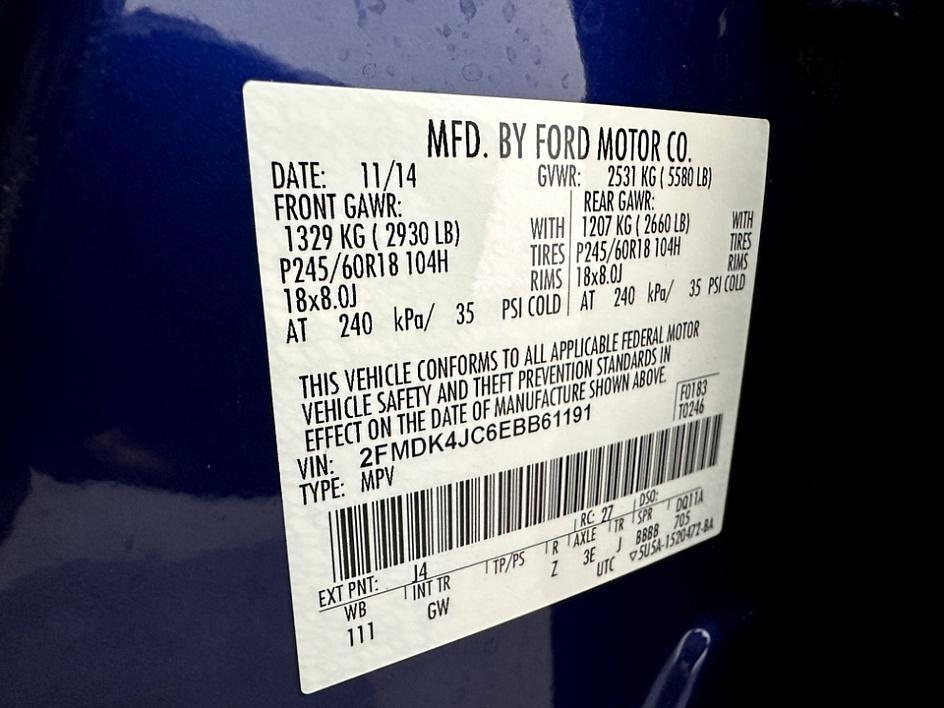 MFD. BY FORD MOTOR CO.
DATE: 11/14 GVWR: 2531 KG ( 5580 LB)
FRONT GAWR: REAR GAWR:
1329 KG ( 2930 LB) WITH 1207 KG ( 2660 LB) WITH
P245/60R18 104H TIRES P245/60R18 104H TIRES
18x8.0J RIMS 18x8.0J RIMS
AT 240 kPa/ 35 PSI COLD AT 240 kPa/ 35 PSI COLD
THIS VEHICLE CONFORMS TO ALL APPLICABLE FEDERAL MOTOR
VEHICLE SAFETY AND THEFT PREVENTION STANDARDS IN
EFFECT ON THE DATE OF MANUFACTURE SHOWN ABOVE.
F0183
T0246
VIN: 2FMDK4JC6EBB61191
TYPE: MPV
EXT PNT: J4 RC: 27 DSO:
WB INT TR TP/PS R AXLE TR SPR DQ11A
111 GW Z 3E J BBBB 705
UTC ▽5U5A-1520472-BA